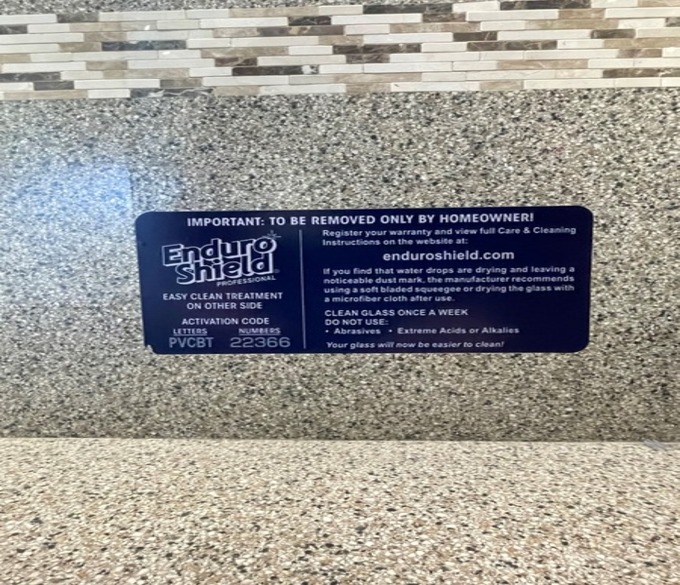 IMPORTANT: TO BE REMOVED ONLY BY HOMEOWNER!
Enduro
Shield
PROFESSIONAL
EASY CLEAN TREATMENT
ON OTHER SIDE
ACTIVATION CODE
LETTERS NUMBERS
PVCBT 22366
Register your warranty and view full Care & Cleaning
Instructions on the website at:
enduroshield.com
If you find that water drops are drying and leaving a
noticeable dust mark, the manufacturer recommends
using a soft bladed squeegee or drying the glass with
a microfiber cloth after use.
CLEAN GLASS ONCE A WEEK
DO NOT USE:
• Abrasives • Extreme Acids or Alkalies
Your glass will now be easier to clean!